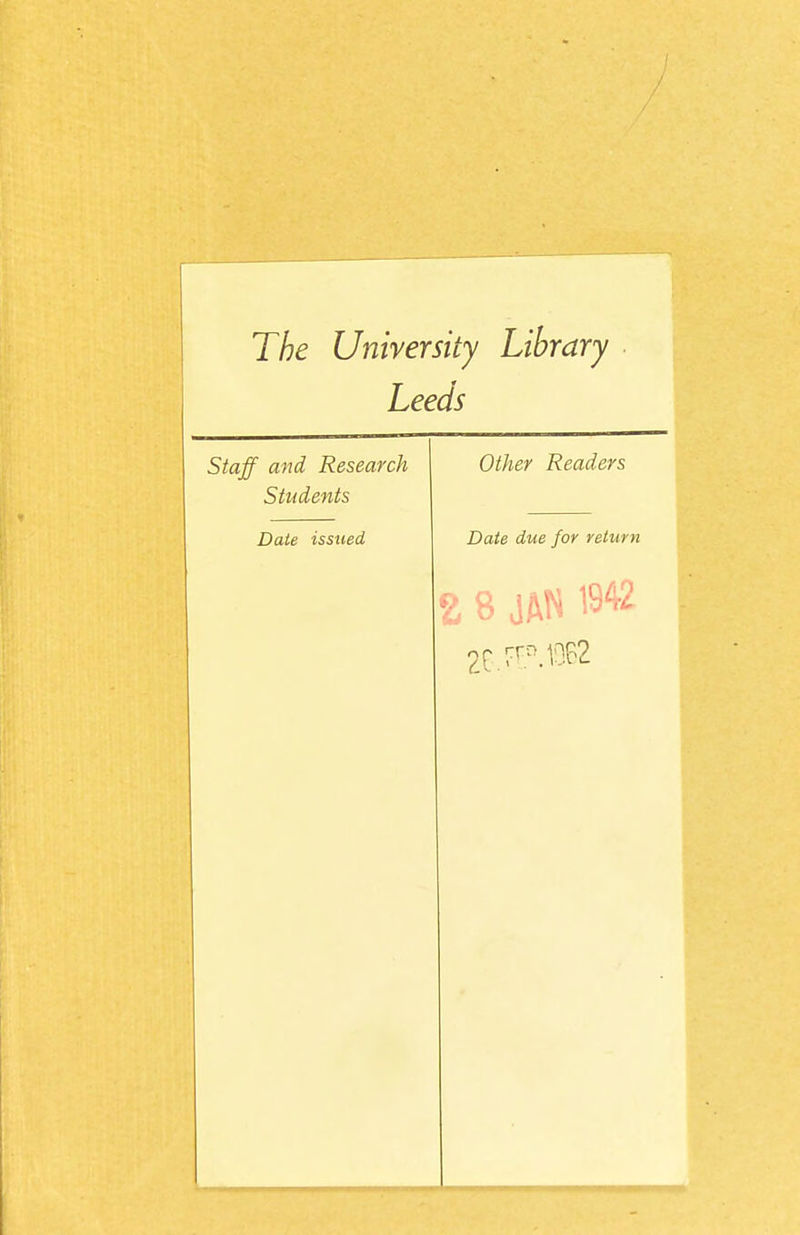 The University Library
Leeds
Staff and Research
Students
Date issued
Other Readers
Date due for return
28 JAN 1942